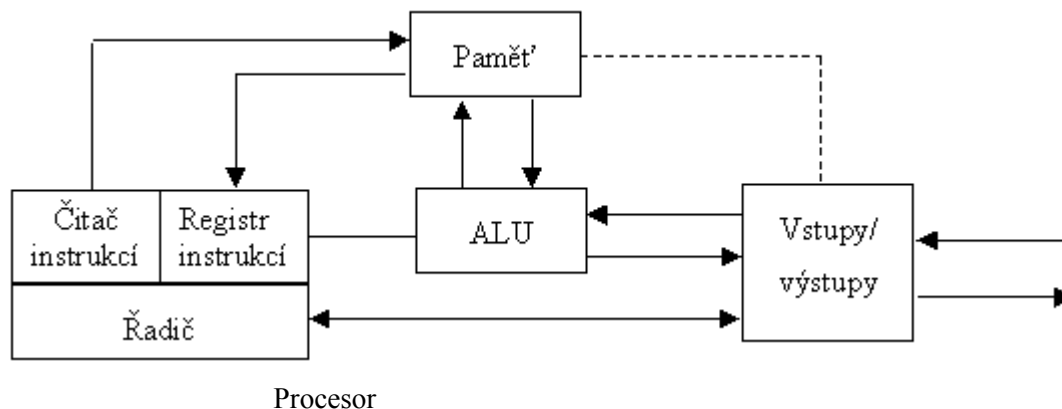 Paměť
Čitač
instrukcí
Registr
instrukcí
ALU
Vstupy/
výstupy
Řadič
Procesor